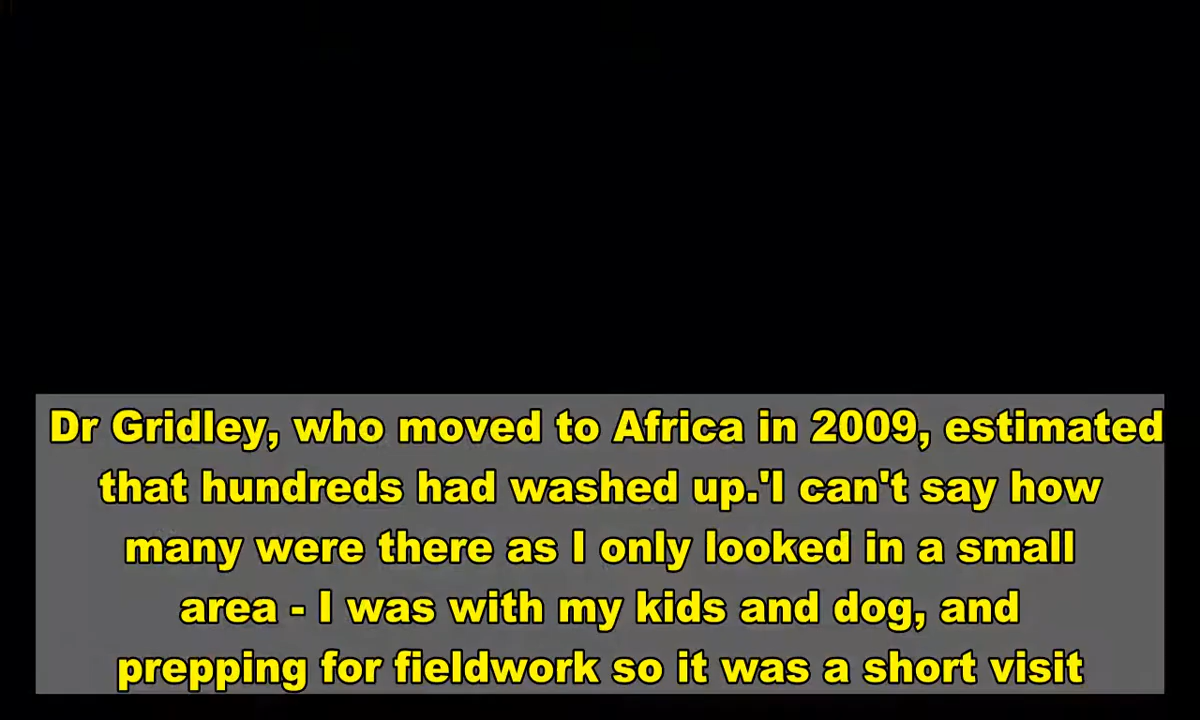 Dr Gridley, who moved to Africa in 2009, estimated
that hundreds had washed up.'I can't say how
many were there as I only looked in a small
area - I was with my kids and dog, and
prepping for fieldwork so it was a short visit